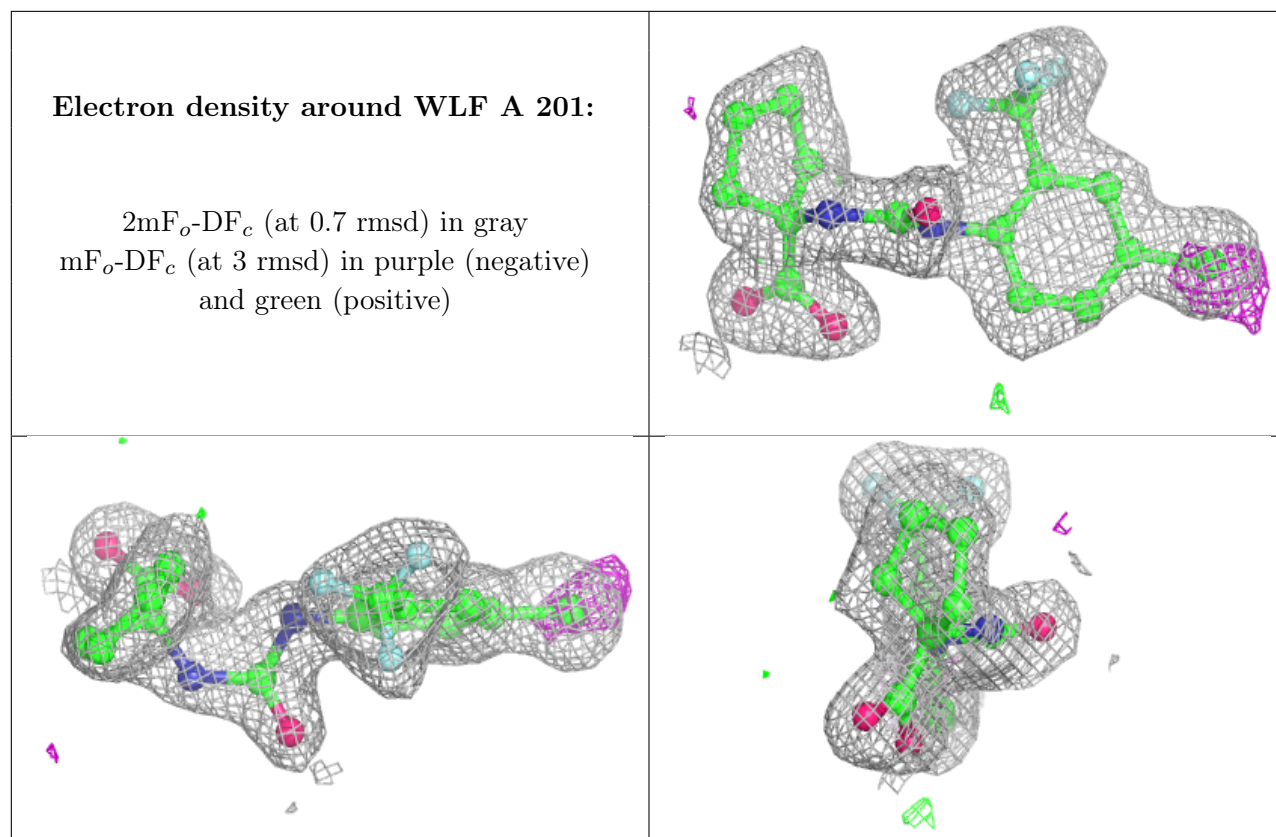 Electron density around WLF A 201:
2mFo-DFc (at 0.7 rmsd) in gray
mFo-DFc (at 3 rmsd) in purple (negative)
and green (positive)